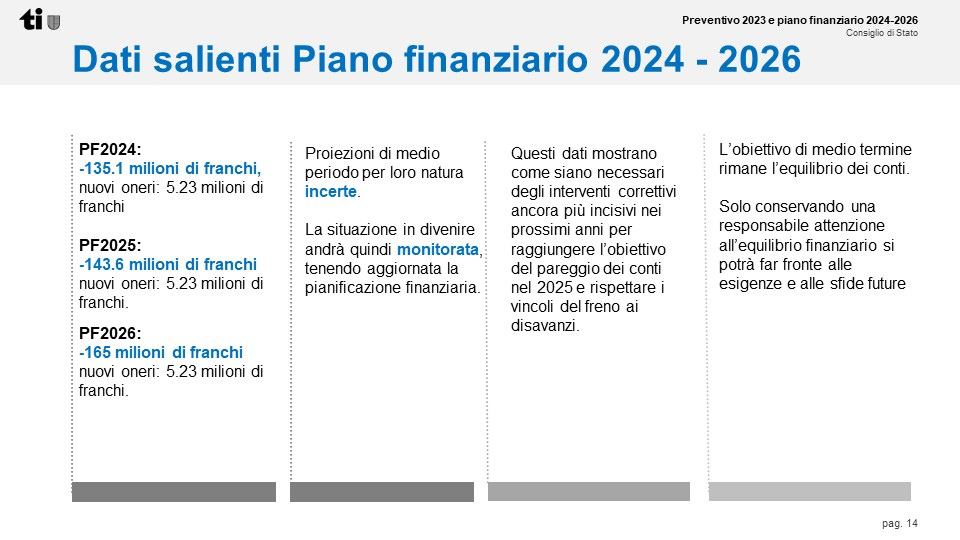 ti
Preventivo 2023 e piano finanziario 2024-2026
Consiglio di Stato
Dati salienti Piano finanziario 2024 - 2026
PF2024:
-135.1 milioni di franchi,
nuovi oneri: 5.23 milioni di
franchi
PF2025:
-143.6 milioni di franchi
nuovi oneri: 5.23 milioni di
franchi.
PF2026:
-165 milioni di franchi
nuovi oneri: 5.23 milioni di
franchi.
Proiezioni di medio
periodo per loro natura
incerte.
La situazione in divenire
andrà quindi monitorata,
tenendo aggiornata la
pianificazione finanziaria.
Questi dati mostrano
come siano necessari
degli interventi correttivi
ancora più incisivi nei
prossimi anni per
raggiungere l’obiettivo
del pareggio dei conti
nel 2025 e rispettare i
vincoli del freno ai
disavanzi.
L’obiettivo di medio termine
rimane l’equilibrio dei conti.
Solo conservando una
responsabile attenzione
all’equilibrio finanziario si
potrà far fronte alle
esigenze e alle sfide future
pag. 14